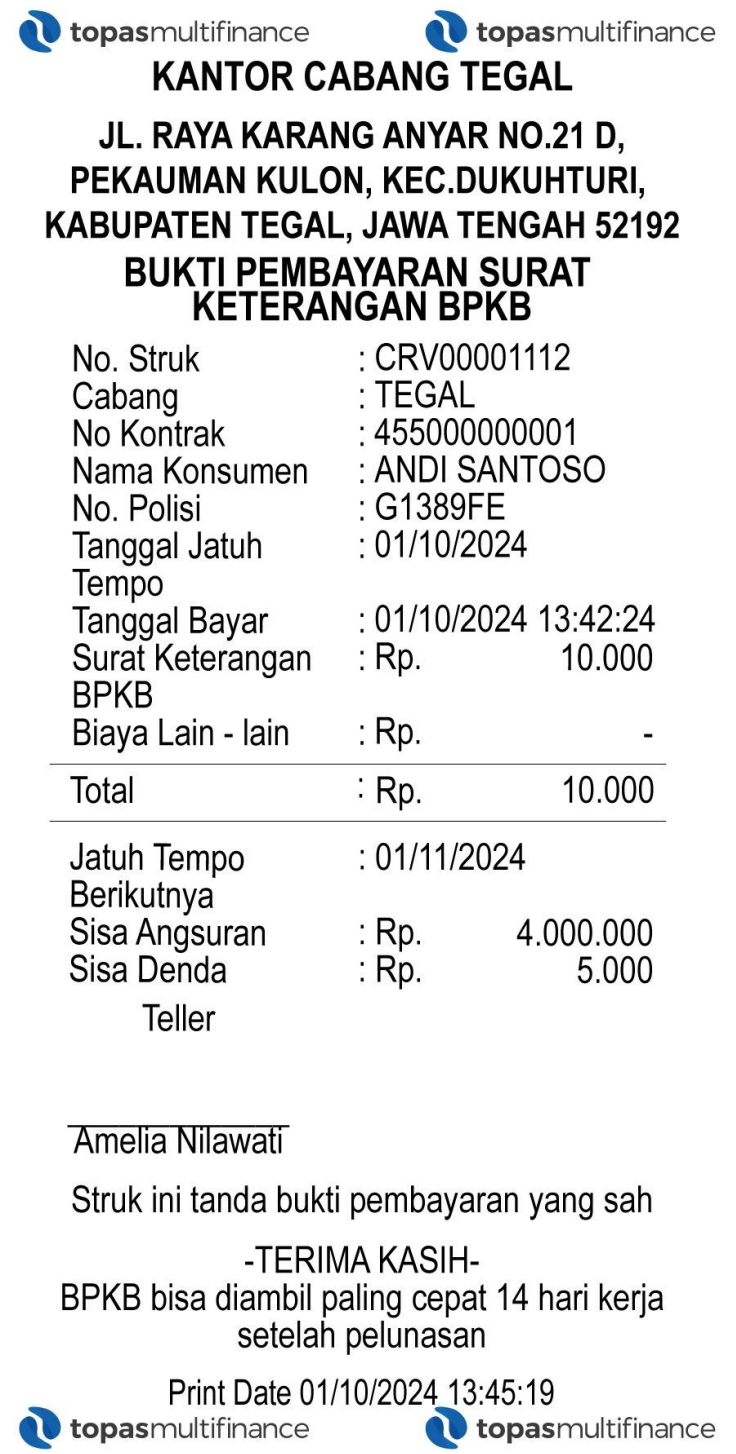 topasmultifinance topasmultifinance
KANTOR CABANG TEGAL
JL. RAYA KARANG ANYAR NO.21 D,
PEKAUMAN KULON, KEC.DUKUHTURI,
KABUPATEN TEGAL, JAWA TENGAH 52192
BUKTI PEMBAYARAN SURAT
KETERANGAN BPKB
No. Struk : CRV00001112
Cabang : TEGAL
No Kontrak : 455000000001
Nama Konsumen : ANDI SANTOSO
No. Polisi : G1389FE
Tanggal Jatuh : 01/10/2024
Tempo
Tanggal Bayar : 01/10/2024 13:42:24
Surat Keterangan : Rp. 10.000
BPKB
Biaya Lain - lain : Rp. -
Total : Rp. 10.000
Jatuh Tempo : 01/11/2024
Berikutnya
Sisa Angsuran : Rp. 4.000.000
Sisa Denda : Rp. 5.000
Teller
Amelia Nilawati
Struk ini tanda bukti pembayaran yang sah
-TERIMA KASIH-
BPKB bisa diambil paling cepat 14 hari kerja
setelah pelunasan
Print Date 01/10/2024 13:45:19
topasmultifinance topasmultifinance